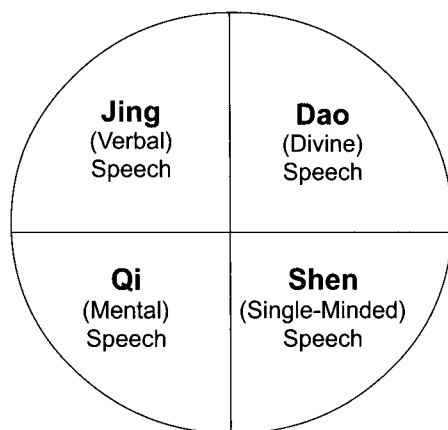 Jing
(Verbal)
Speech
Dao
(Divine)
Speech
Qi
(Mental)
Speech
Shen
(Single-Minded)
Speech